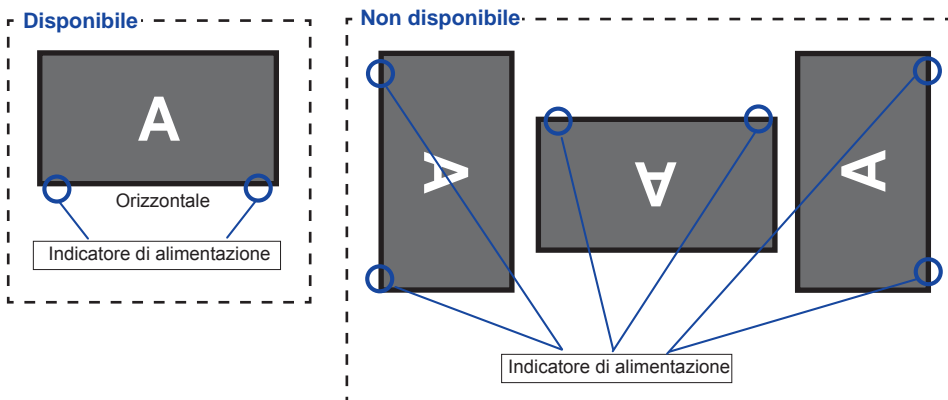 Disponibile
A
Orizzontale
Indicatore di alimentazione
Non disponibile
A
A
A
Indicatore di alimentazione